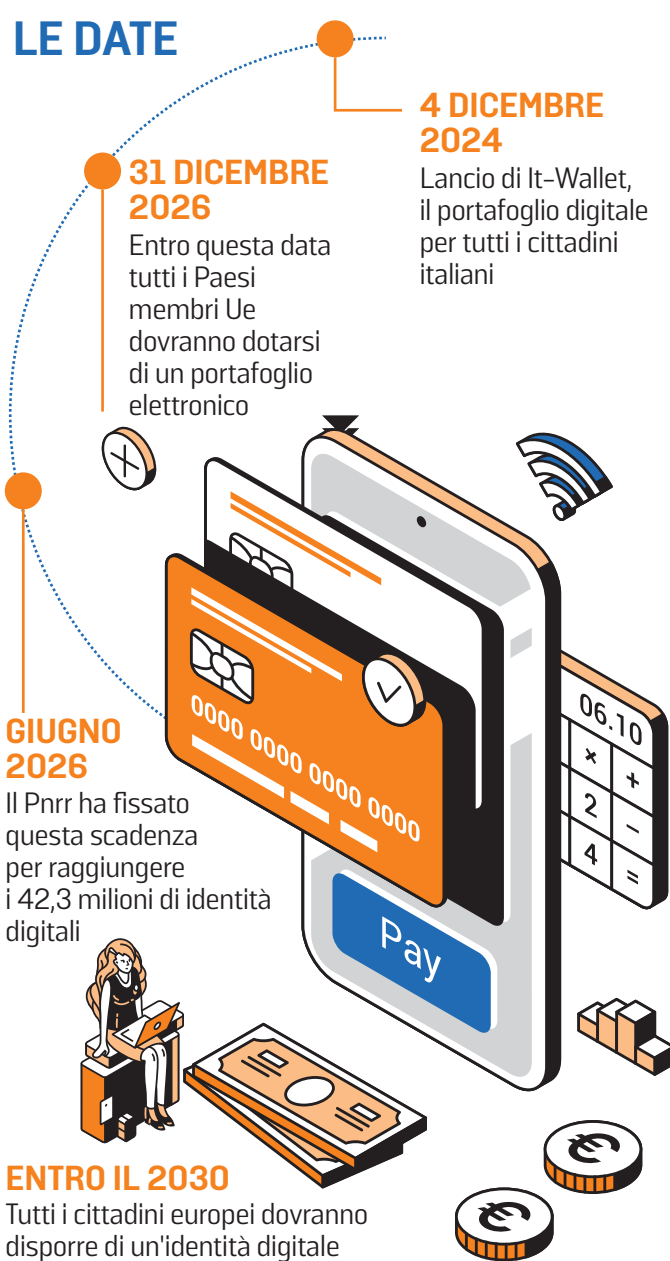 LE DATE
4 DICEMBRE
2024
Lancio di It-Wallet,
il portafoglio digitale
per tutti i cittadini
italiani
31 DICEMBRE
2026
Entro questa data
tutti i Paesi
membri Ue
dovranno dotarsi
di un portafoglio
elettronico
GIUGNO
2026
Il Pnrr ha fissato
questa scadenza
per raggiungere
i 42,3 milioni di identità
digitali
0000 0000 0000 0000
Pay
06.10
× +
2 −
4 =
€
€
ENTRO IL 2030
Tutti i cittadini europei dovranno
disporre di un'identità digitale